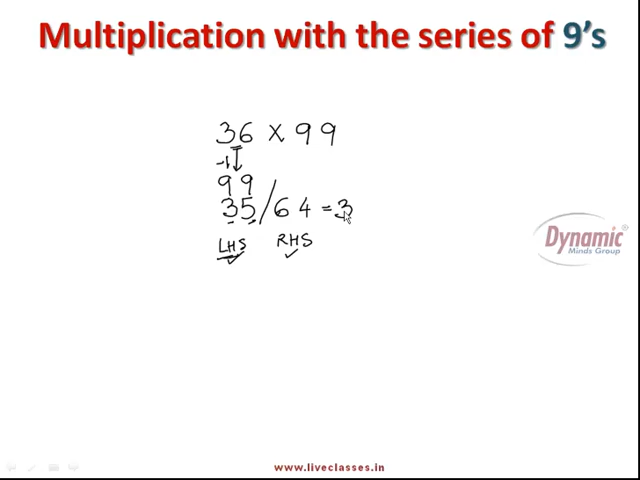 Multiplication with the series of 9's
36 × 99
-1↓
99
35/64 = 3
LHS RHS
Dynamic
Minds Group
www.liveclasses.in